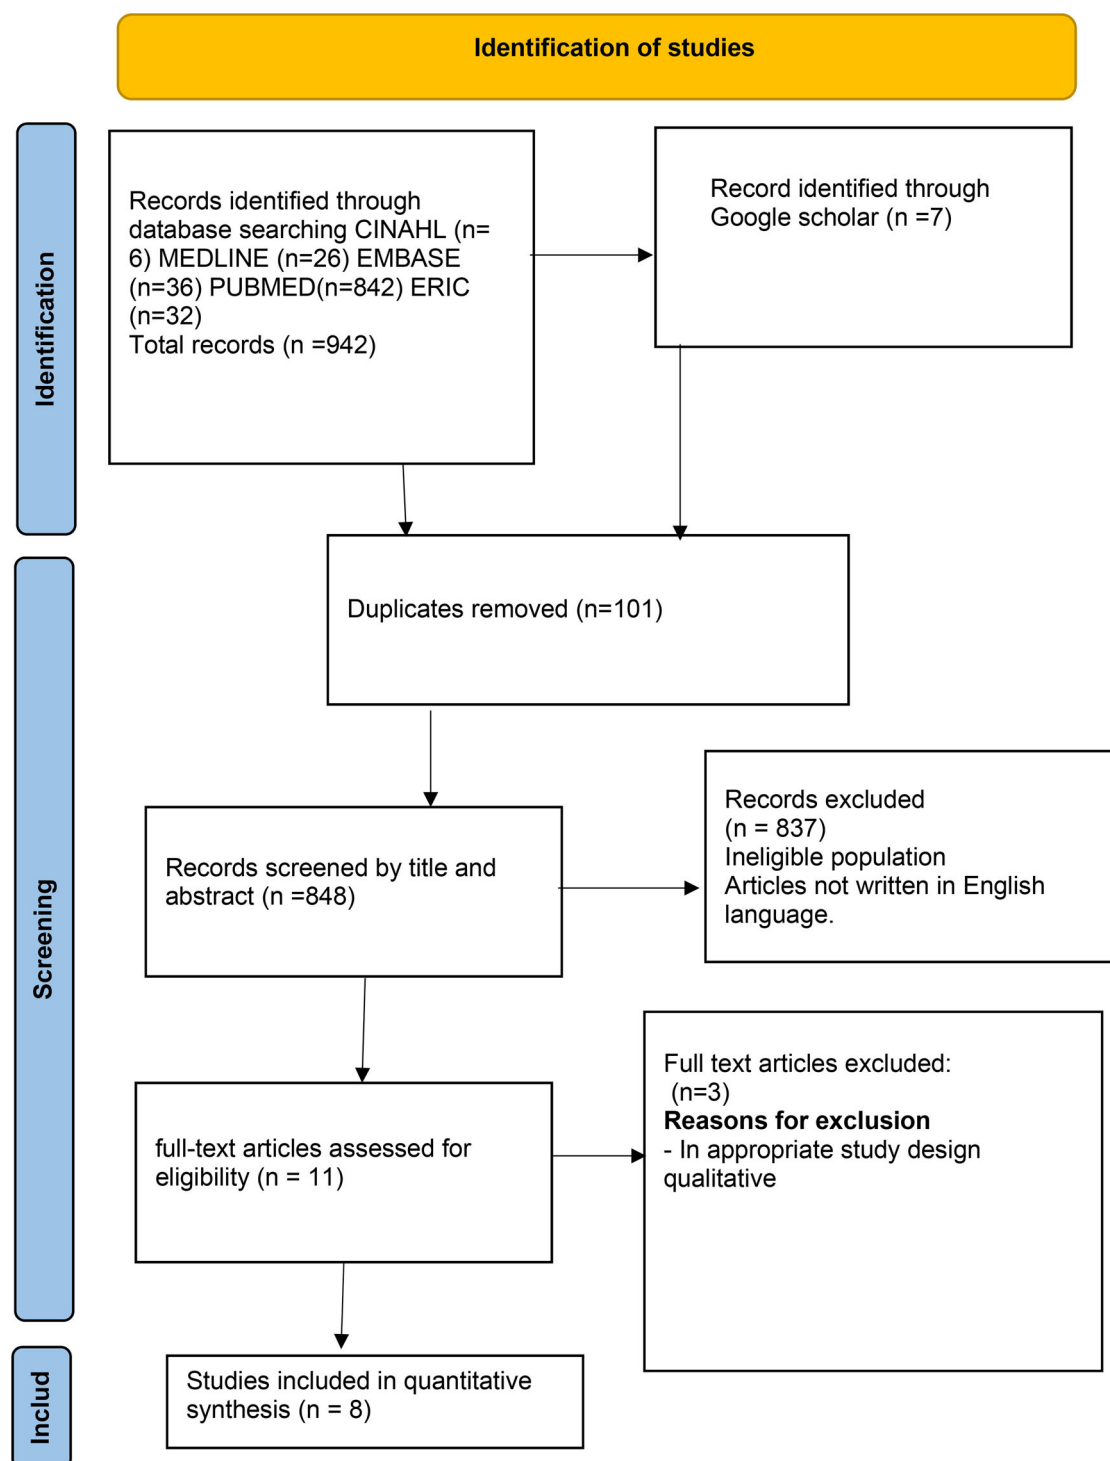 Identification of studies
Identification
Records identified through
database searching CINAHL (n=
6) MEDLINE (n=26) EMBASE
(n=36) PUBMED(n=842) ERIC
(n=32)
Total records (n =942)
Record identified through
Google scholar (n =7)
Duplicates removed (n=101)
Screening
Records screened by title and
abstract (n =848)
Records excluded
(n = 837)
Ineligible population
Articles not written in English
language.
full-text articles assessed for
eligibility (n = 11)
Full text articles excluded:
(n=3)
Reasons for exclusion
- In appropriate study design
qualitative
Includ
Studies included in quantitative
synthesis (n = 8)